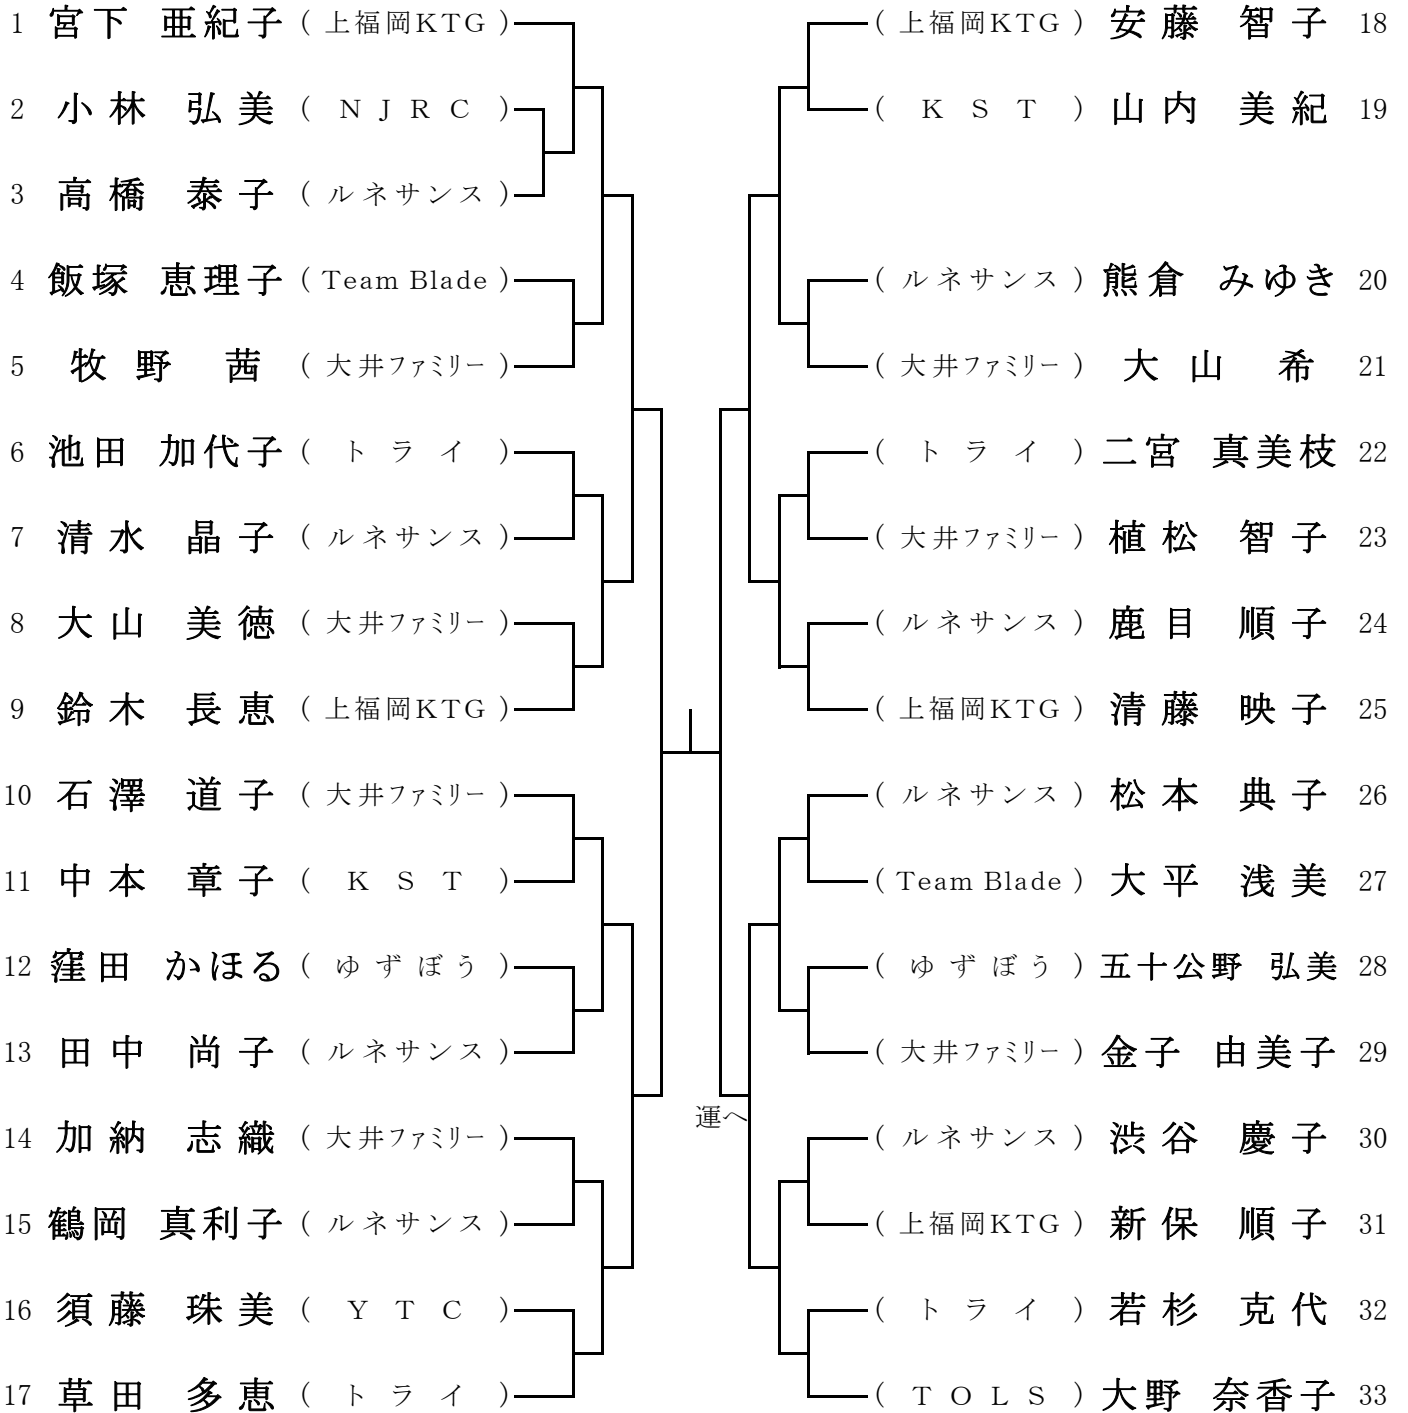 1 宮下 亜紀子 ( 上福岡KTG )
2 小林 弘美 ( NJRC )
3 高橋 泰子 ( ルネサンス )
4 飯塚 恵理子 ( Team Blade )
5 牧野 茜 ( 大井ファミリー )
6 池田 加代子 ( トライ )
7 清水 晶子 ( ルネサンス )
8 大山 美徳 ( 大井ファミリー )
9 鈴木 長恵 ( 上福岡KTG )
10 石澤 道子 ( 大井ファミリー )
11 中本 章子 ( KST )
12 窪田 かほる ( ゆずぼう )
13 田中 尚子 ( ルネサンス )
14 加納 志織 ( 大井ファミリー )
15 鶴岡 真利子 ( ルネサンス )
16 須藤 珠美 ( YTC )
17 草田 多恵 ( トライ )
運へ
( 上福岡KTG ) 安藤 智子 18
( KST ) 山内 美紀 19
( ルネサンス ) 熊倉 みゆき 20
( 大井ファミリー ) 大山 希 21
( トライ ) 二宮 真美枝 22
( 大井ファミリー ) 植松 智子 23
( ルネサンス ) 鹿目 順子 24
( 上福岡KTG ) 清藤 映子 25
( ルネサンス ) 松本 典子 26
( Team Blade ) 大平 浅美 27
( ゆずぼう ) 五十公野 弘美 28
( 大井ファミリー ) 金子 由美子 29
( ルネサンス ) 渋谷 慶子 30
( 上福岡KTG ) 新保 順子 31
( トライ ) 若杉 克代 32
( TOLS ) 大野 奈香子 33